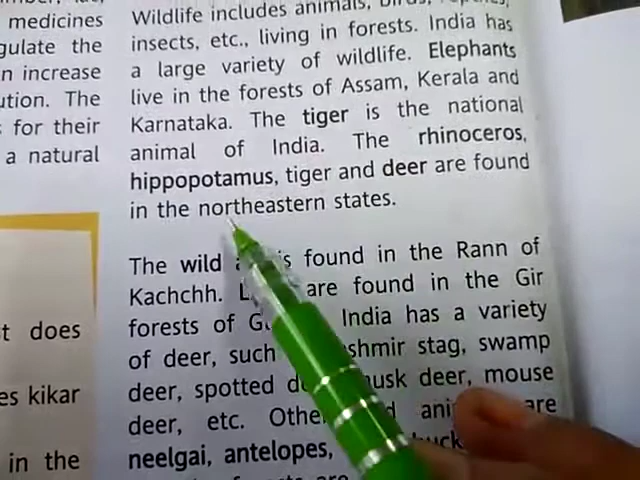 medicines
gulate the
n increase
ution. The
s for their
a natural
t does
es kikar
in the
Wildlife includes animals,
insects, etc., living in forests. India has
a large variety of wildlife. Elephants
live in the forests of Assam, Kerala and
Karnataka. The tiger is the national
animal of India. The rhinoceros,
hippopotamus, tiger and deer are found
in the northeastern states.
The wild is found in the Rann of
Kachchh. are found in the Gir
forests of India has a variety
of deer, such stag, swamp
deer, spotted deer, mouse
deer, etc. are
neelgai, antelopes,